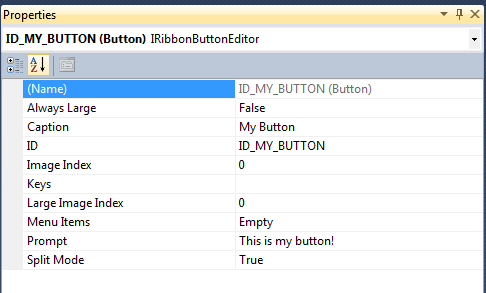 Properties
ID_MY_BUTTON (Button) IRibbonButtonEditor
(Name) ID_MY_BUTTON (Button)
Always Large False
Caption My Button
ID ID_MY_BUTTON
Image Index 0
Keys
Large Image Index 0
Menu Items Empty
Prompt This is my button!
Split Mode True